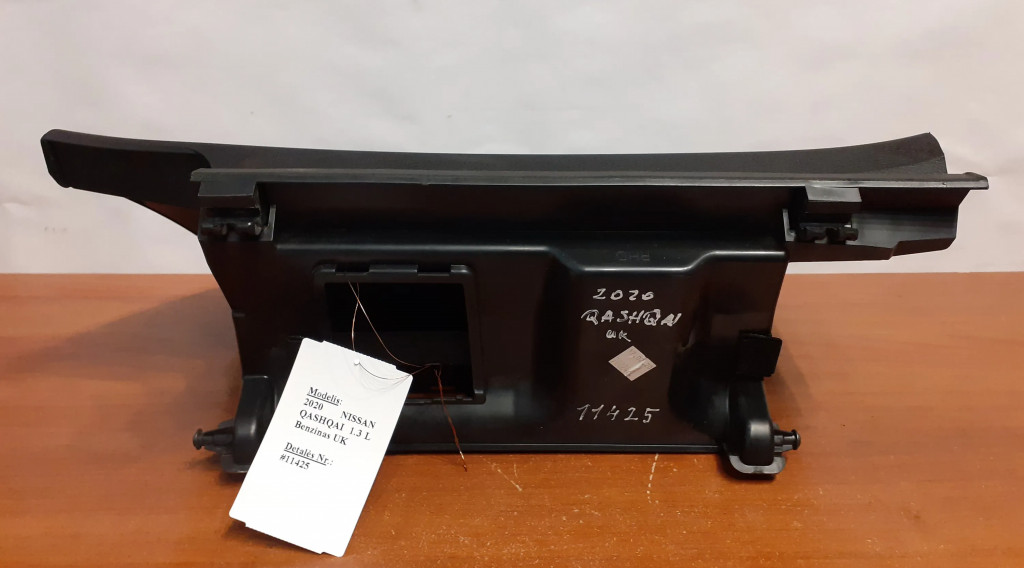 2020
QASHQAI
UK
11425
Modelis:
2020 NISSAN
QASHQAI 1.3 L
Benzinas UK
Detalės Nr.:
#11425